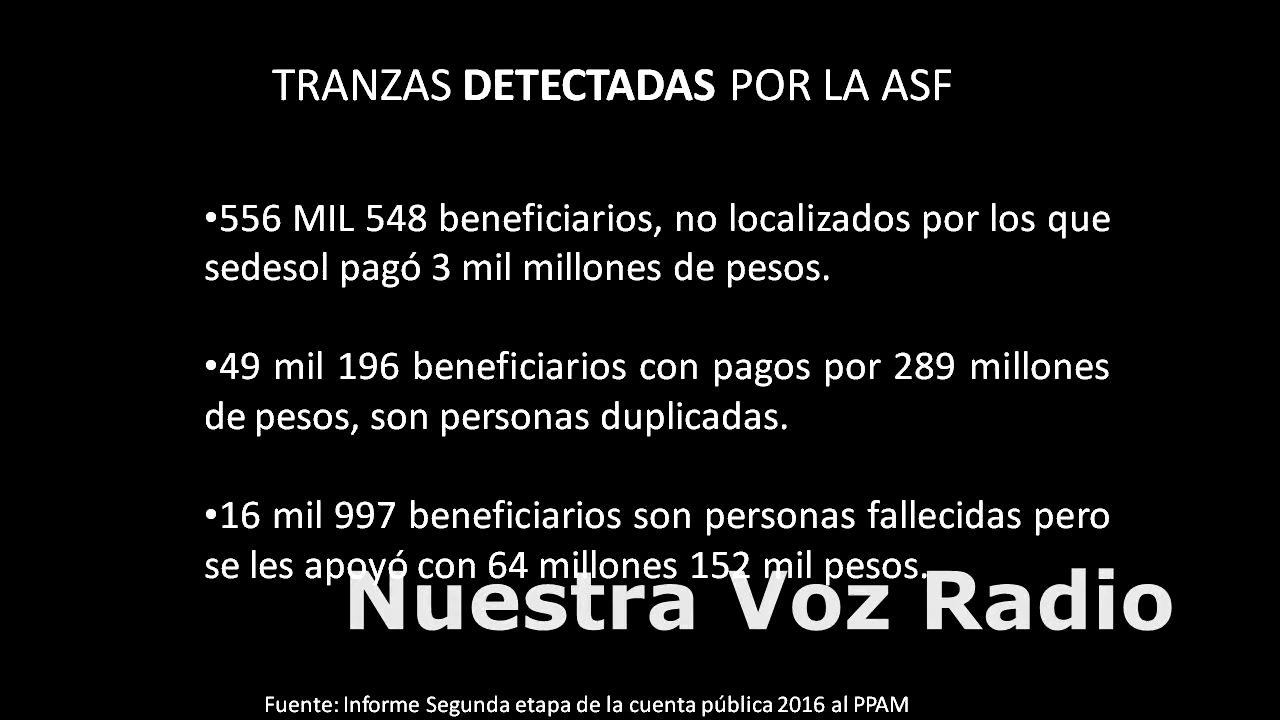 TRANZAS DETECTADAS POR LA ASF
•556 MIL 548 beneficiarios, no localizados por los que
sedesol pagó 3 mil millones de pesos.
•49 mil 196 beneficiarios con pagos por 289 millones
de pesos, son personas duplicadas.
•16 mil 997 beneficiarios son personas fallecidas pero
se les apoyó con 64 millones 152 mil pesos.
Nuestra Voz Radio
Fuente: Informe Segunda etapa de la cuenta pública 2016 al PPAM